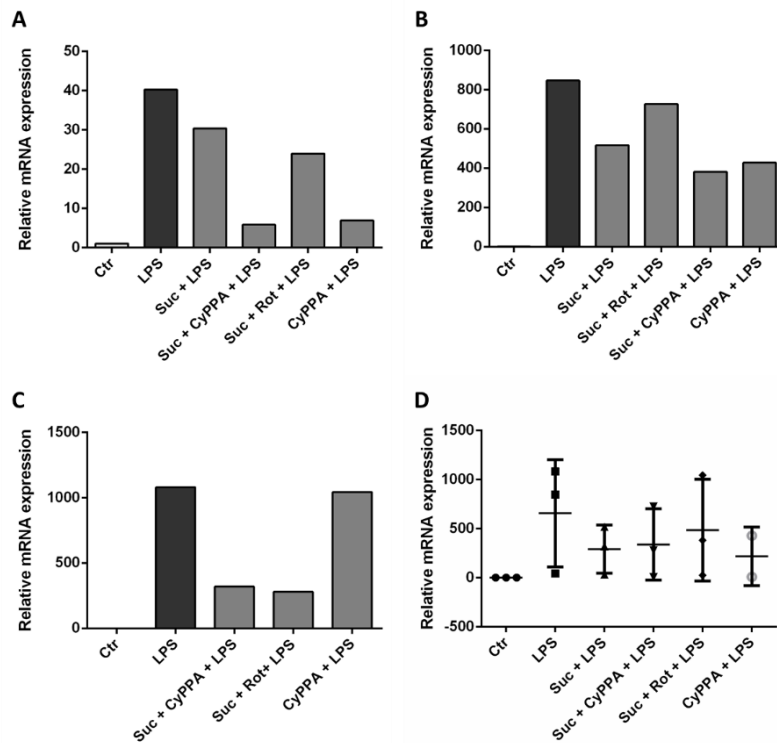 A
Relative mRNA expression
50
40
30
20
10
0
Ctr
LPS
Suc + LPS
Suc + CyPPA + LPS
Suc + Rot + LPS
CyPPA + LPS
B
Relative mRNA expression
1000
800
600
400
200
0
Ctr
LPS
Suc + LPS
Suc + Rot + LPS
Suc + CyPPA + LPS
CyPPA + LPS
C
Relative mRNA expression
1500
1000
500
0
Ctr
LPS
Suc + CyPPA + LPS
Suc + Rot+ LPS
CyPPA + LPS
D
Relative mRNA expression
1500
1000
500
0
-500
Ctr
LPS
Suc + LPS
Suc + CyPPA + LPS
Suc + Rot + LPS
CyPPA + LPS